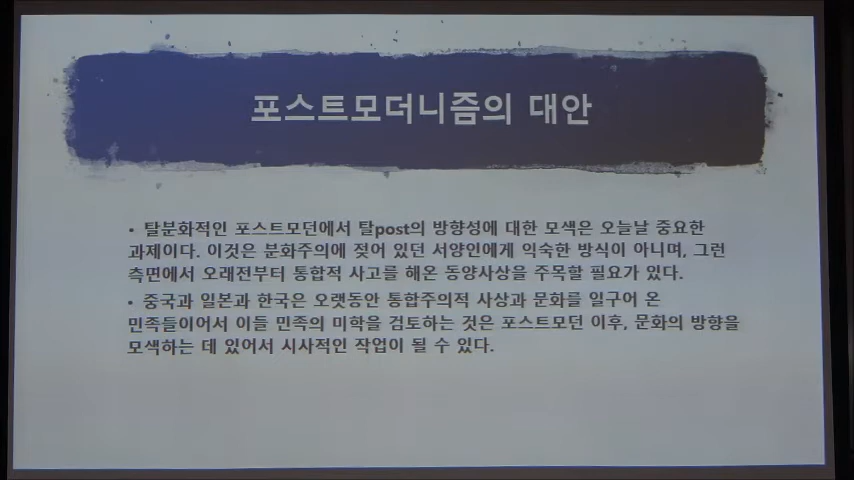 포스트모더니즘의 대안
• 탈분화적인 포스트모던에서 탈post의 방향성에 대한 모색은 오늘날 중요한
과제이다. 이것은 분화주의에 젖어 있던 서양인에게 익숙한 방식이 아니며, 그런
측면에서 오래전부터 통합적 사고를 해온 동양사상을 주목할 필요가 있다.
• 중국과 일본과 한국은 오랫동안 통합주의적 사상과 문화를 일구어 온
민족들이어서 이들 민족의 미학을 검토하는 것은 포스트모던 이후, 문화의 방향을
모색하는 데 있어서 시사적인 작업이 될 수 있다.